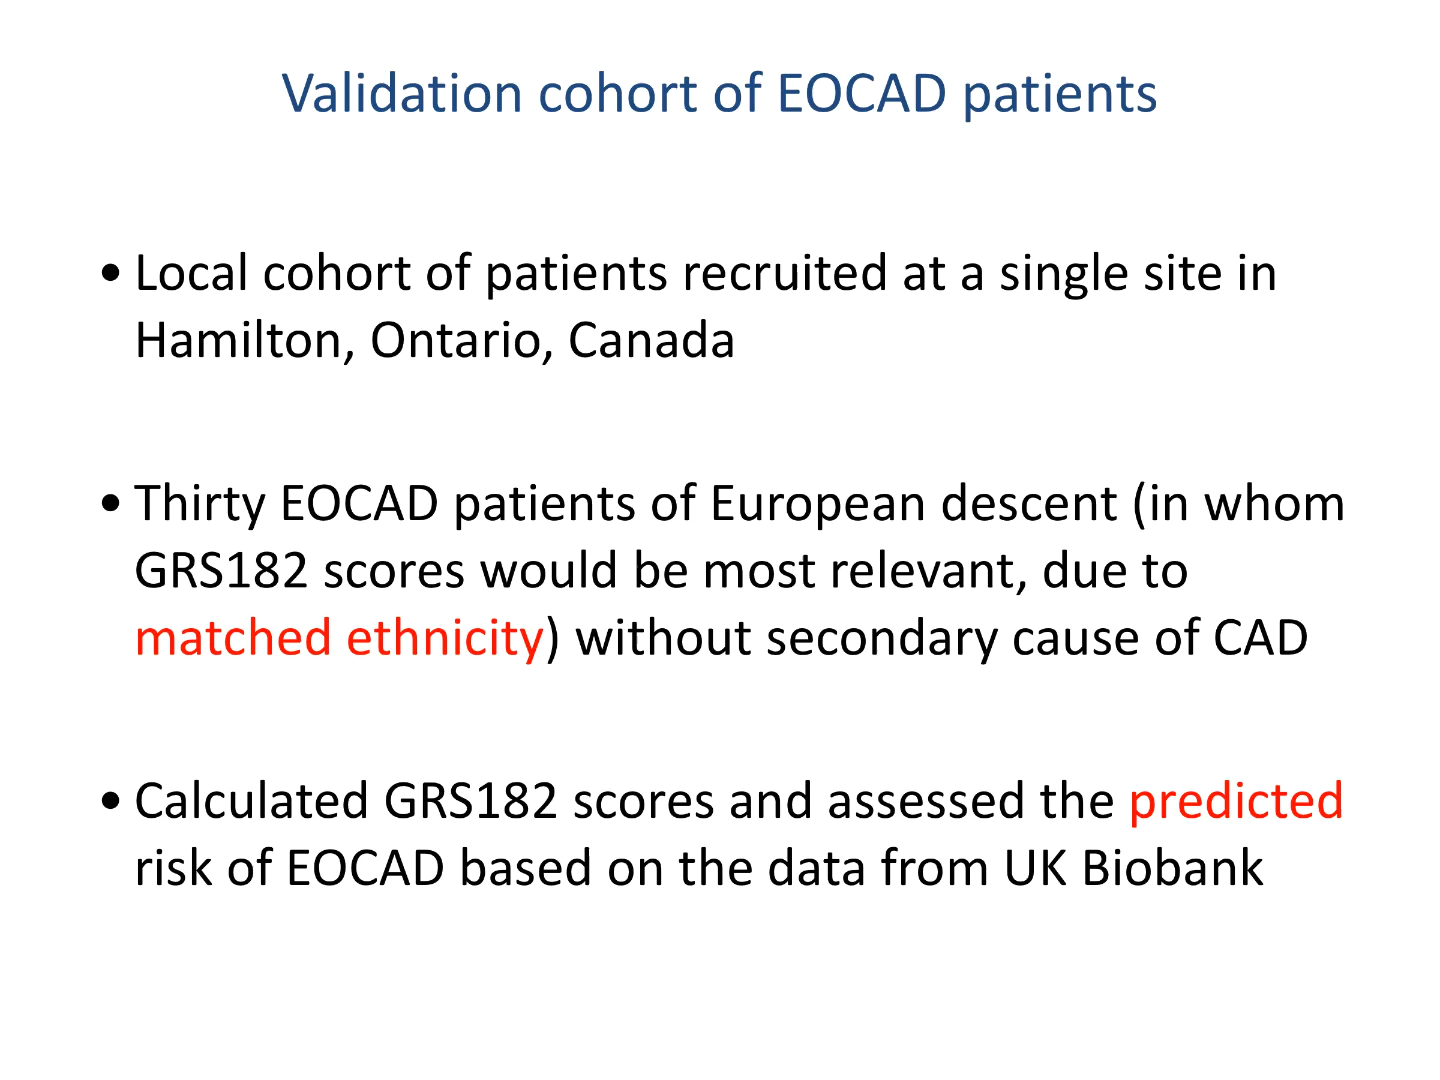 Validation cohort of EOCAD patients
• Local cohort of patients recruited at a single site in
Hamilton, Ontario, Canada
• Thirty EOCAD patients of European descent (in whom
GRS182 scores would be most relevant, due to
matched ethnicity) without secondary cause of CAD
• Calculated GRS182 scores and assessed the predicted
risk of EOCAD based on the data from UK Biobank